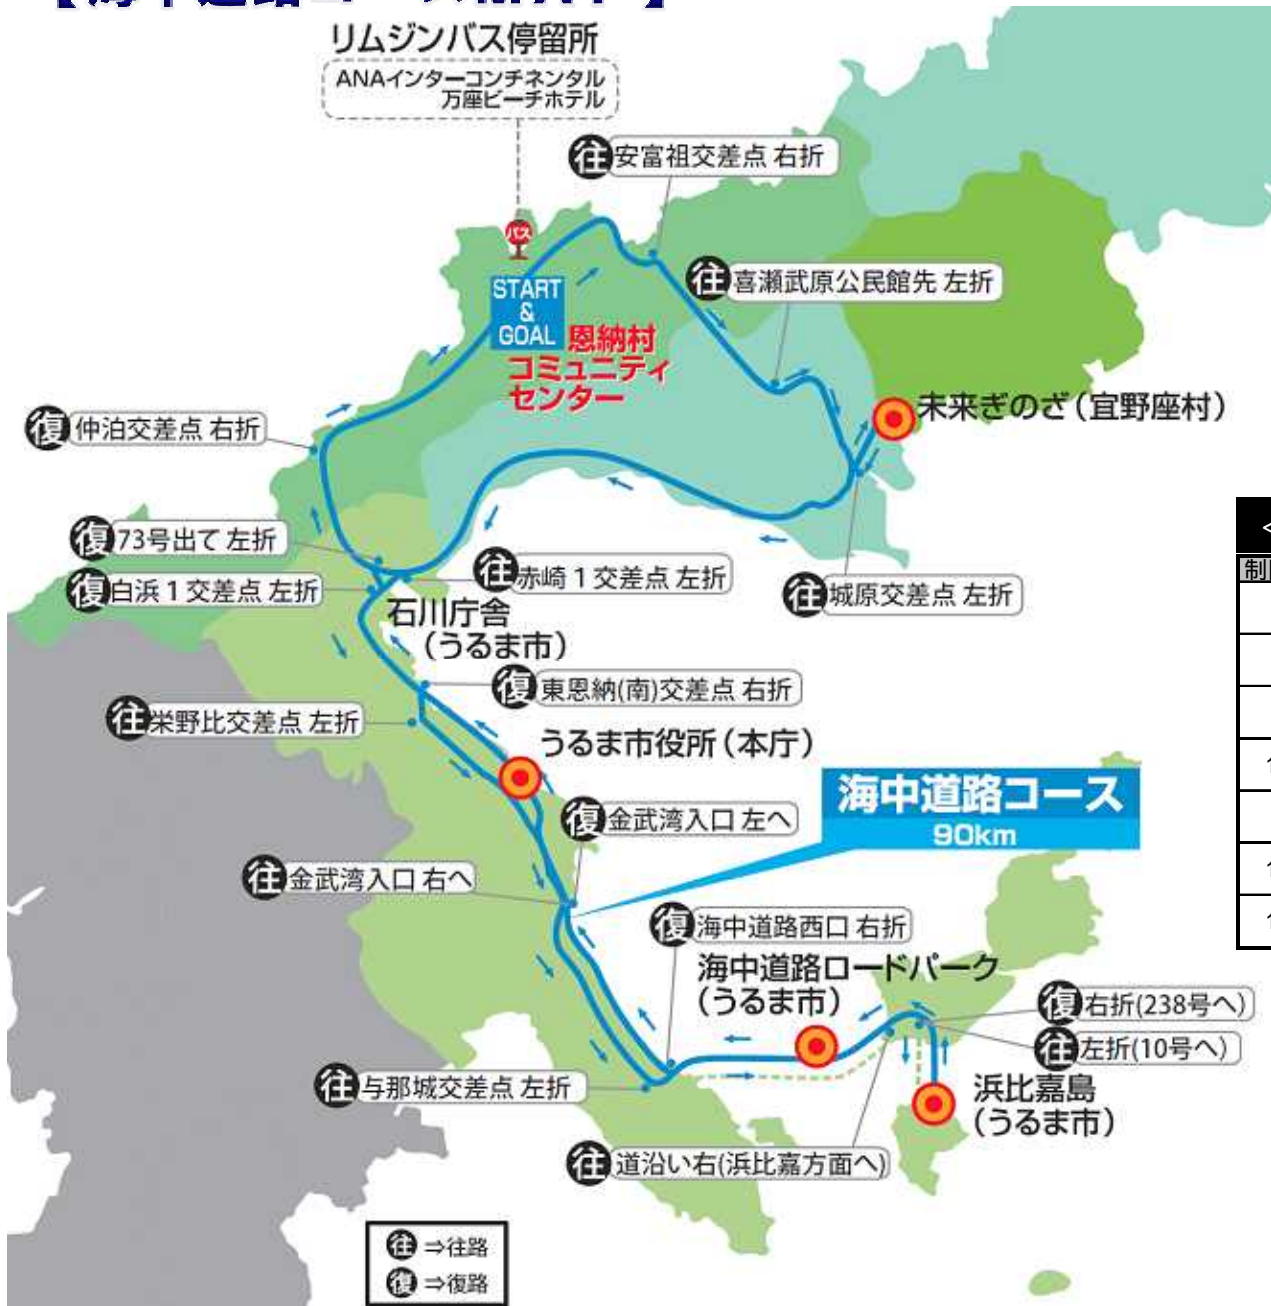 リムジンバス停留所
ANAインターコンチネンタル
万座ビーチホテル
往 安富祖交差点 右折
バス
往 喜瀬武原公民館先 左折
START
&
GOAL
恩納村
コミュニティ
センター
未来ぎのざ(宜野座村)
復 仲泊交差点 右折
復 73号出て 左折
往 赤崎1交差点 左折
復 白浜1交差点 左折
往 城原交差点 左折
石川庁舎
(うるま市)
復 東恩納(南)交差点 右折
往 栄野比交差点 左折
うるま市役所(本庁)
海中道路コース
90km
復 金武湾入口 左へ
往 金武湾入口 右へ
復 海中道路西口 右折
海中道路ロードパーク
(うるま市)
復 右折(238号へ)
往 左折(10号へ)
往 与那城交差点 左折
浜比嘉島
(うるま市)
往 道沿い右(浜比嘉方面へ)
往 ⇒往路
復 ⇒復路